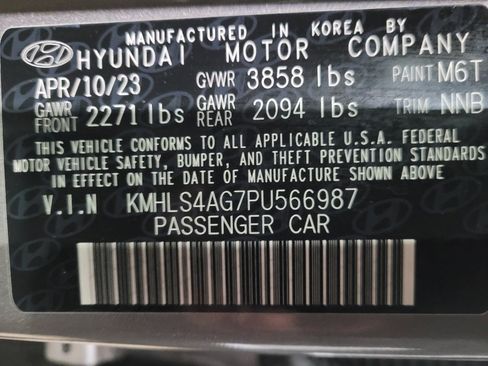 MANUFACTURED IN KOREA BY
HYUNDAI MOTOR COMPANY
APR/10/23 GVWR 3858 lbs PAINT M6T
GAWR FRONT 2271 lbs GAWR REAR 2094 lbs TRIM NNB
THIS VEHICLE CONFORMS TO ALL APPLICABLE U.S.A. FEDERAL
MOTOR VEHICLE SAFETY, BUMPER, AND THEFT PREVENTION STANDARDS
IN EFFECT ON THE DATE OF MANUFACTURE SHOWN ABOVE
V.I.N KMHLS4AG7PU566987
PASSENGER CAR